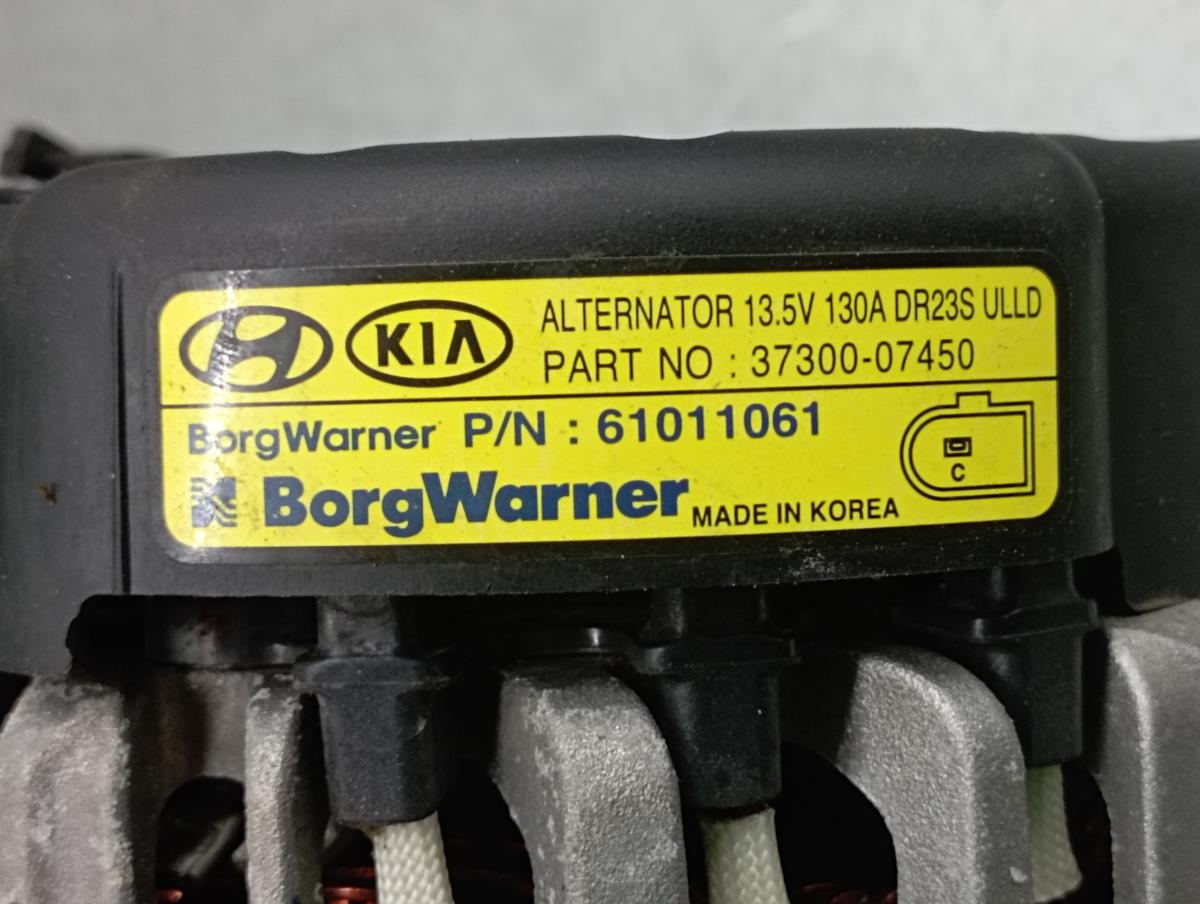 KIA
ALTERNATOR 13.5V 130A DR23S ULLD
PART NO : 37300-07450
BorgWarner P/N : 61011061
C
BorgWarner MADE IN KOREA